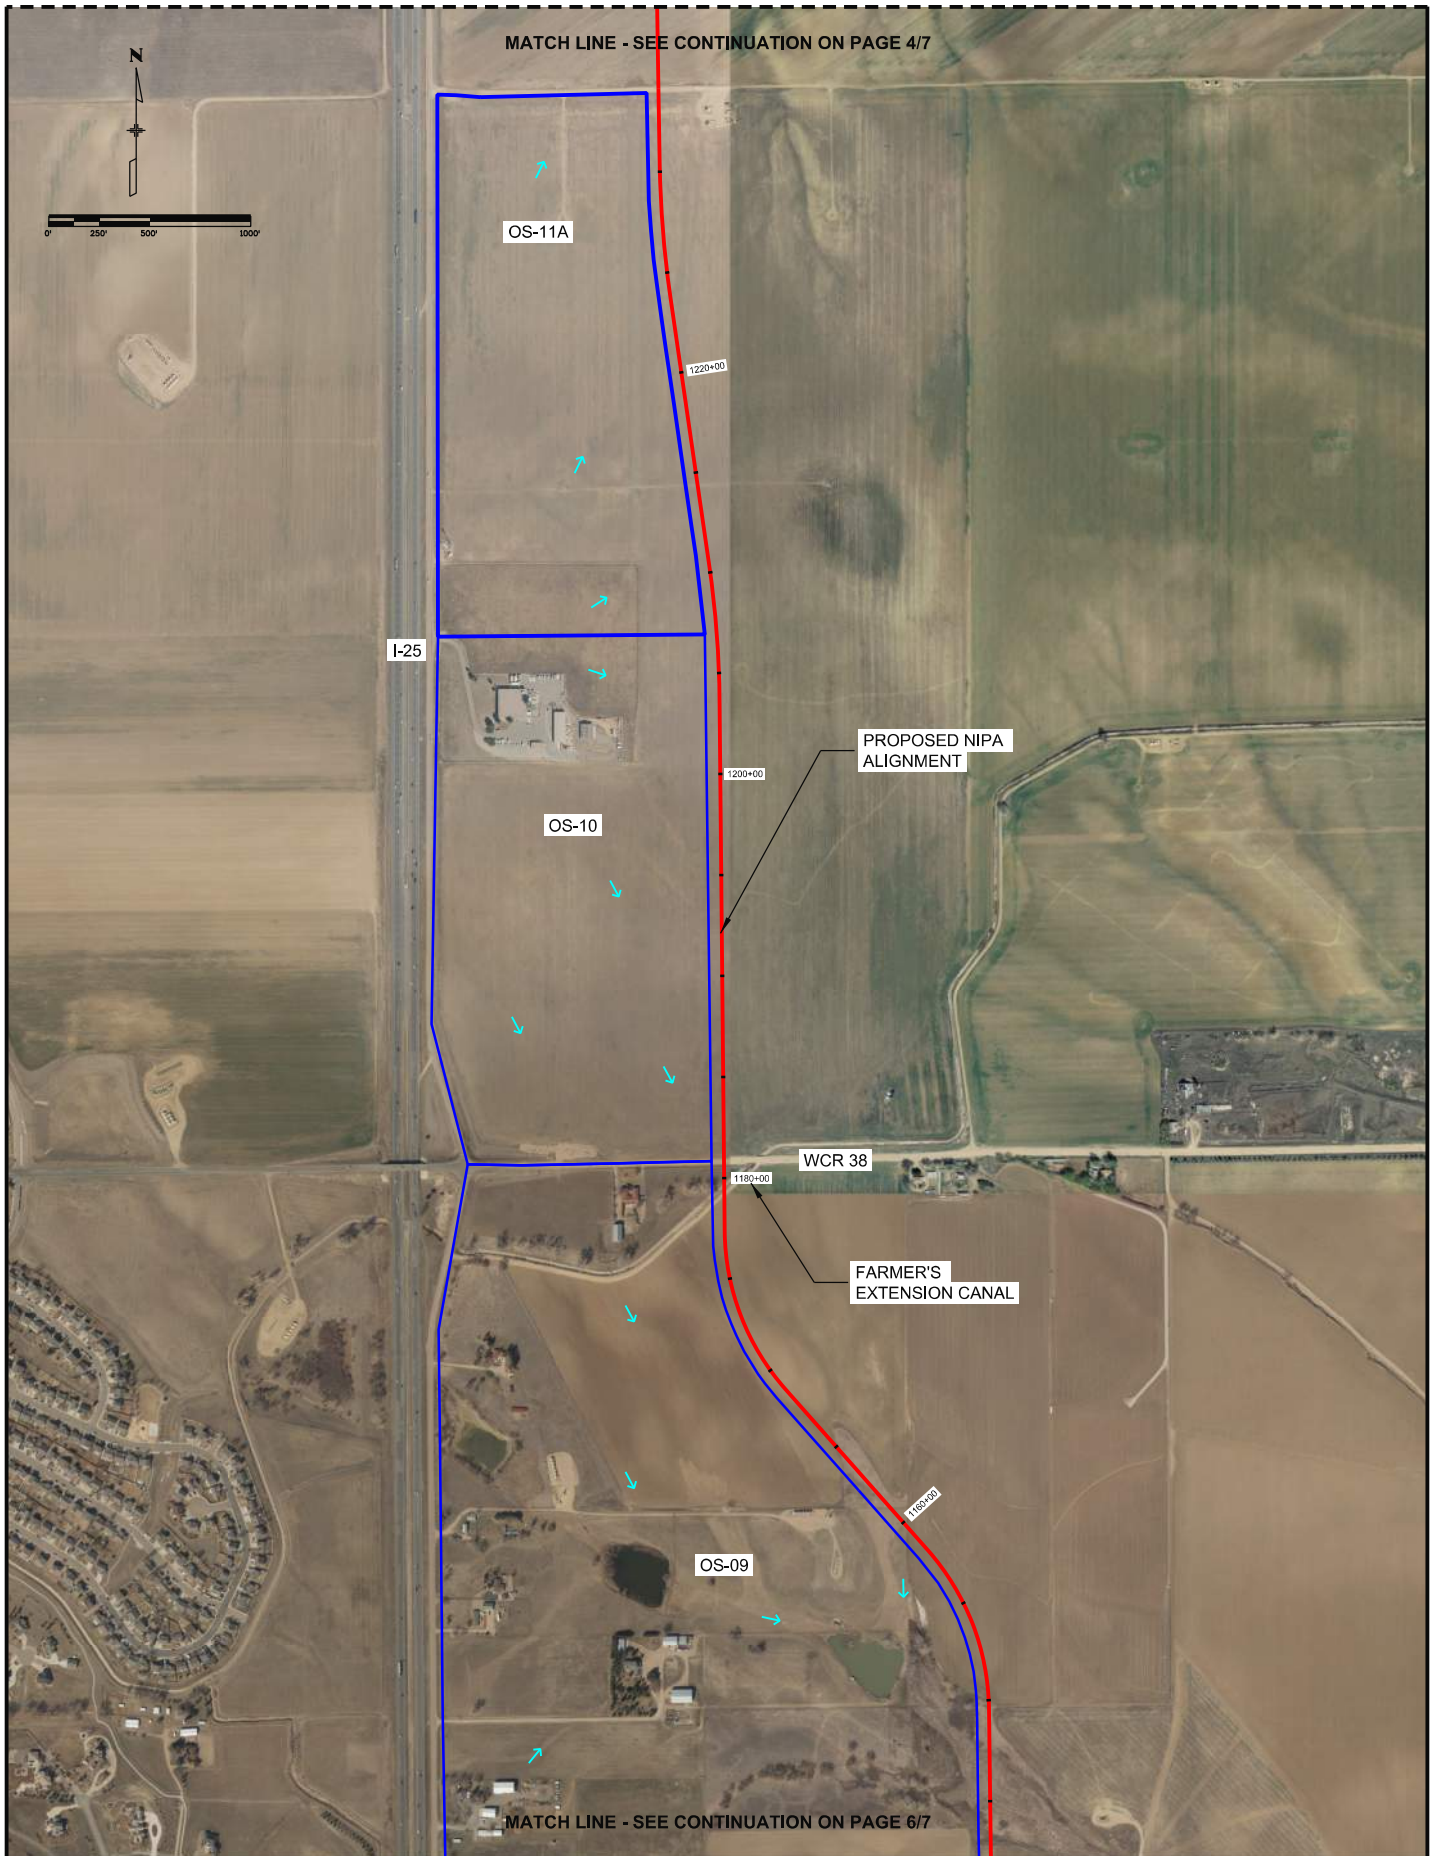 MATCH LINE - SEE CONTINUATION ON PAGE 4/7
N
0' 250' 500' 1000'
OS-11A
1220+00
I-25
PROPOSED NIPA
ALIGNMENT
1200+00
OS-10
WCR 38
1180+00
FARMER'S
EXTENSION CANAL
1160+00
OS-09
MATCH LINE - SEE CONTINUATION ON PAGE 6/7